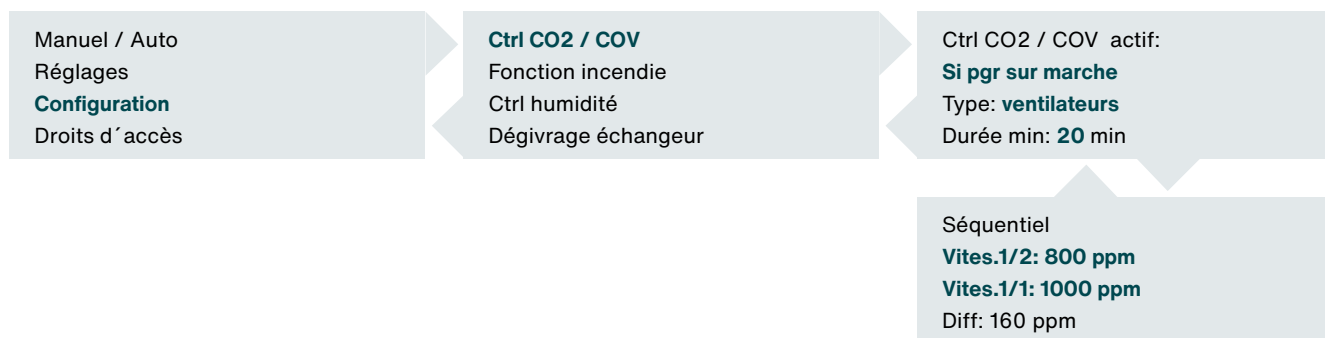 Manuel / Auto
Réglages
Configuration
Droits d´accès
Ctrl CO2 / COV
Fonction incendie
Ctrl humidité
Dégivrage échangeur
Ctrl CO2 / COV actif:
Si pgr sur marche
Type: ventilateurs
Durée min: 20 min
Séquentiel
Vites.1/2: 800 ppm
Vites.1/1: 1000 ppm
Diff: 160 ppm